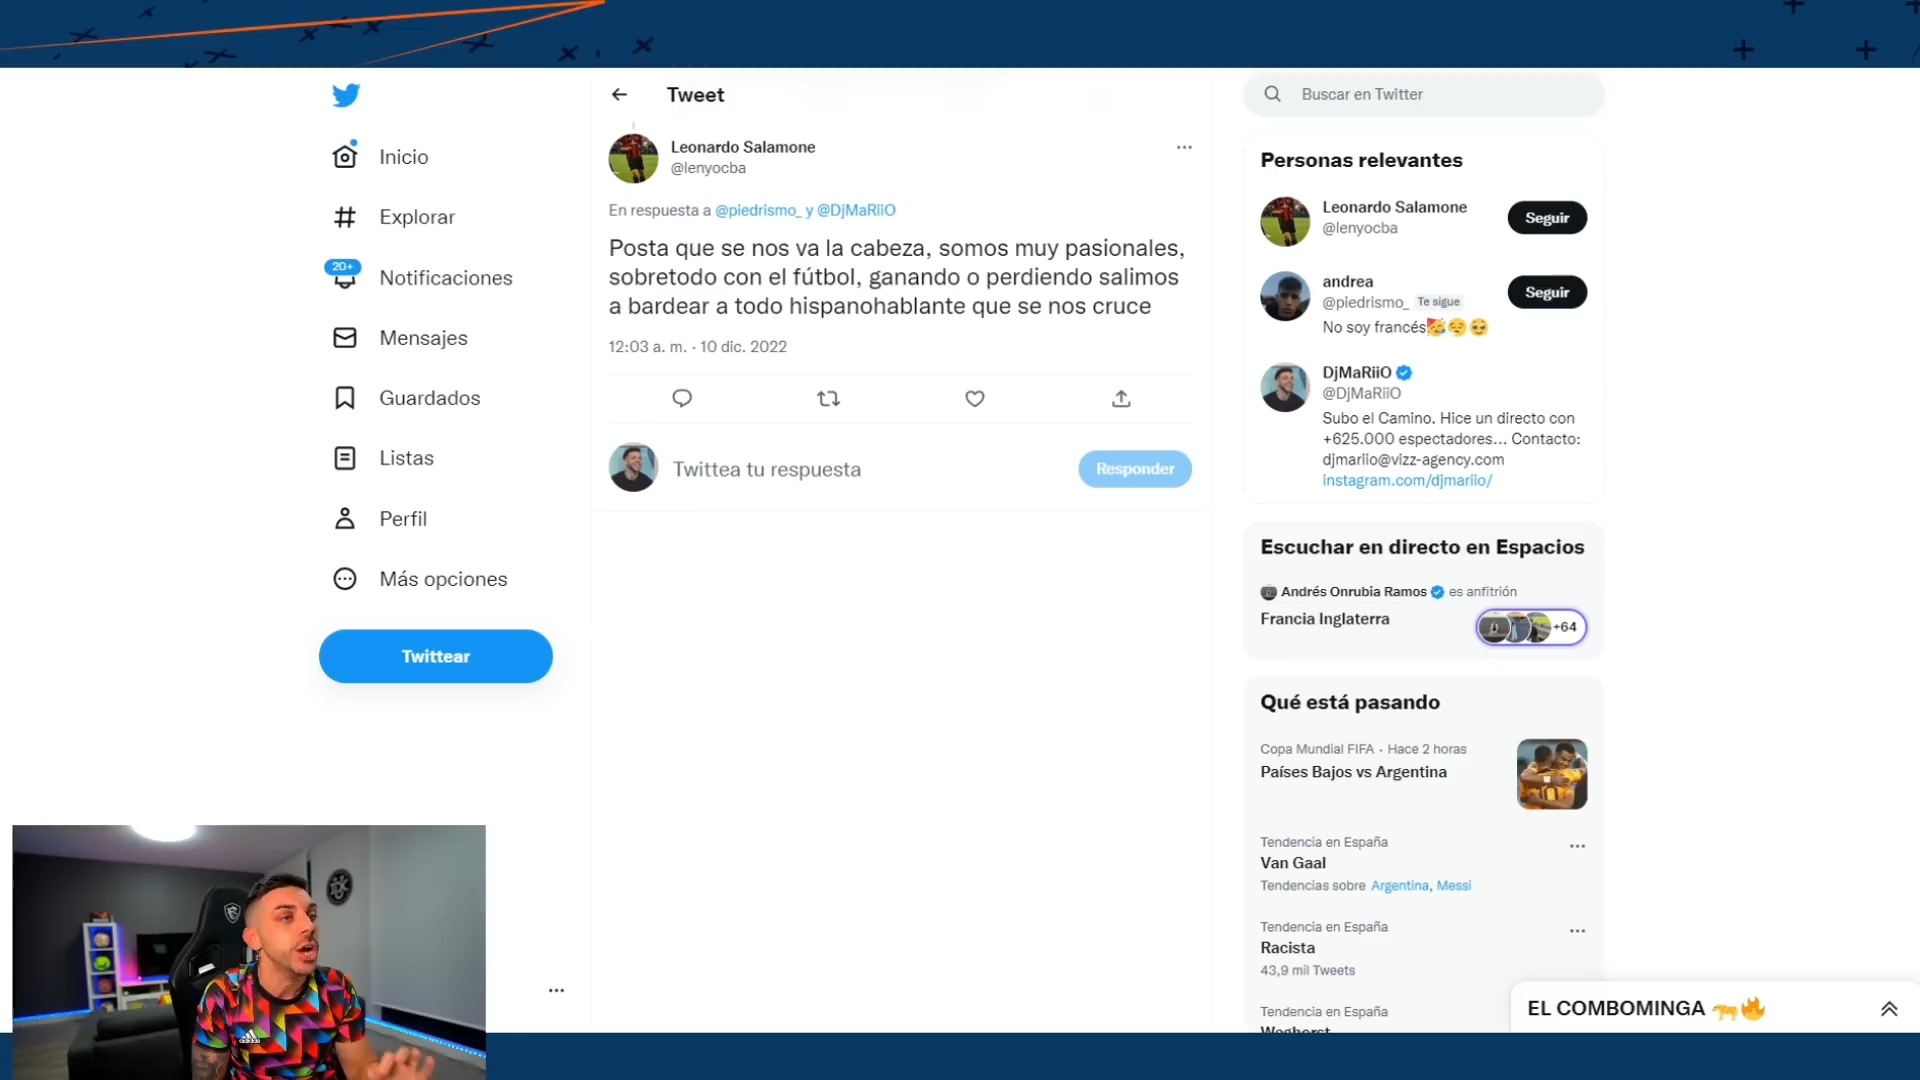 Inicio
Explorar
20+
Notificaciones
Mensajes
Guardados
Listas
Perfil
Más opciones
Twittear
Tweet
Leonardo Salamone
@lenyocba
En respuesta a @piedrismo_ y @DjMaRiiO
Posta que se nos va la cabeza, somos muy pasionales,
sobretodo con el fútbol, ganando o perdiendo salimos
a bardear a todo hispanohablante que se nos cruce
12:03 a. m. · 10 dic. 2022
Twittea tu respuesta
Responder
Buscar en Twitter
Personas relevantes
Leonardo Salamone
@lenyocba
Seguir
andrea
@piedrismo_ Te sigue
Seguir
No soy francés
DjMaRiiO
@DjMaRiiO
Subo el Camino. Hice un directo con
+625.000 espectadores... Contacto:
djmariio@vizz-agency.com
instagram.com/djmariio/
Escuchar en directo en Espacios
Andrés Onrubia Ramos es anfitrión
Francia Inglaterra
+64
Qué está pasando
Copa Mundial FIFA · Hace 2 horas
Países Bajos vs Argentina
Tendencia en España
Van Gaal
Tendencias sobre Argentina, Messi
Tendencia en España
Racista
43,9 mil Tweets
Tendencia en España
Weghorst
EL COMBOMINGA
adidas